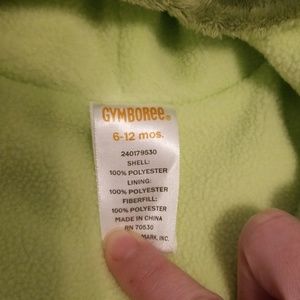 GYMBOREE®
6-12 mos.
240179530
SHELL:
100% POLYESTER
LINING:
100% POLYESTER
FIBERFILL:
100% POLYESTER
MADE IN CHINA
RN 70530
MARK, INC.